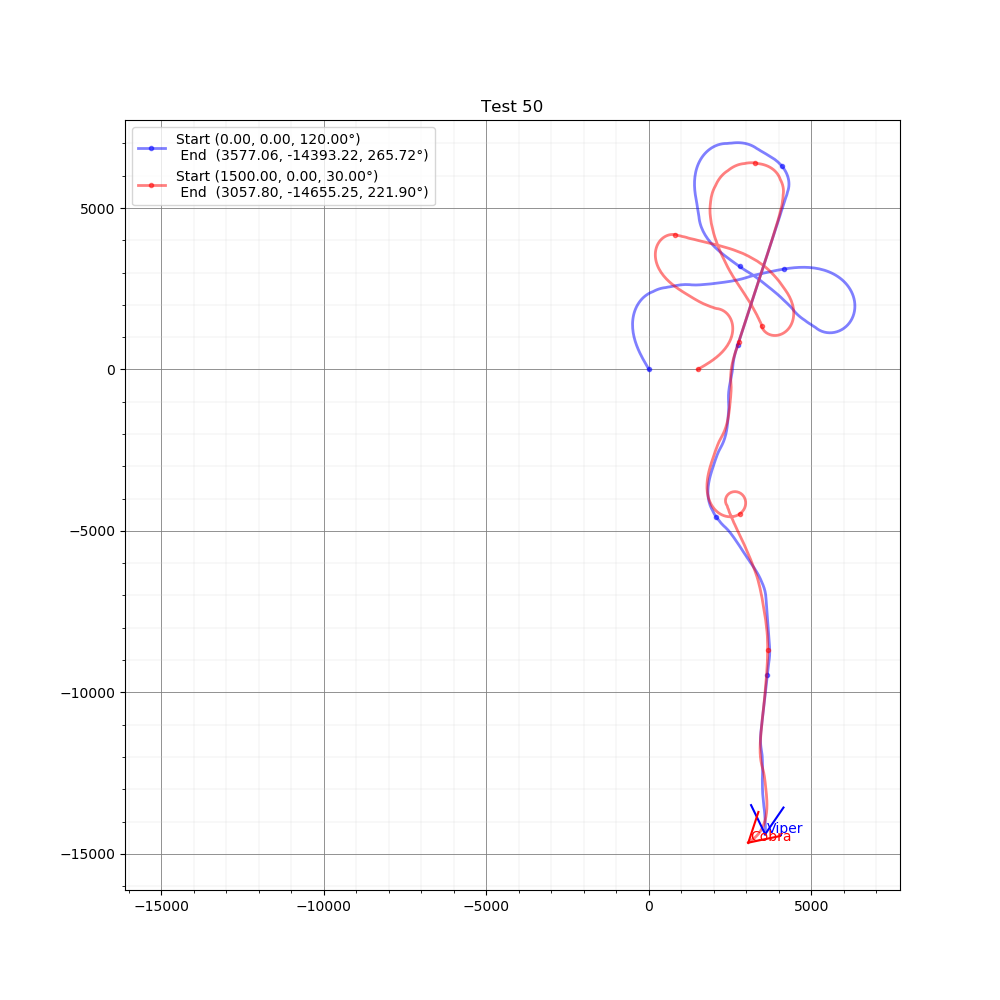 Test 50
Start (0.00, 0.00, 120.00°)
End (3577.06, -14393.22, 265.72°)
Start (1500.00, 0.00, 30.00°)
End (3057.80, -14655.25, 221.90°)
5000
0
−5000
−10000
−15000
Viper
Cobra
−15000 −10000 −5000 0 5000